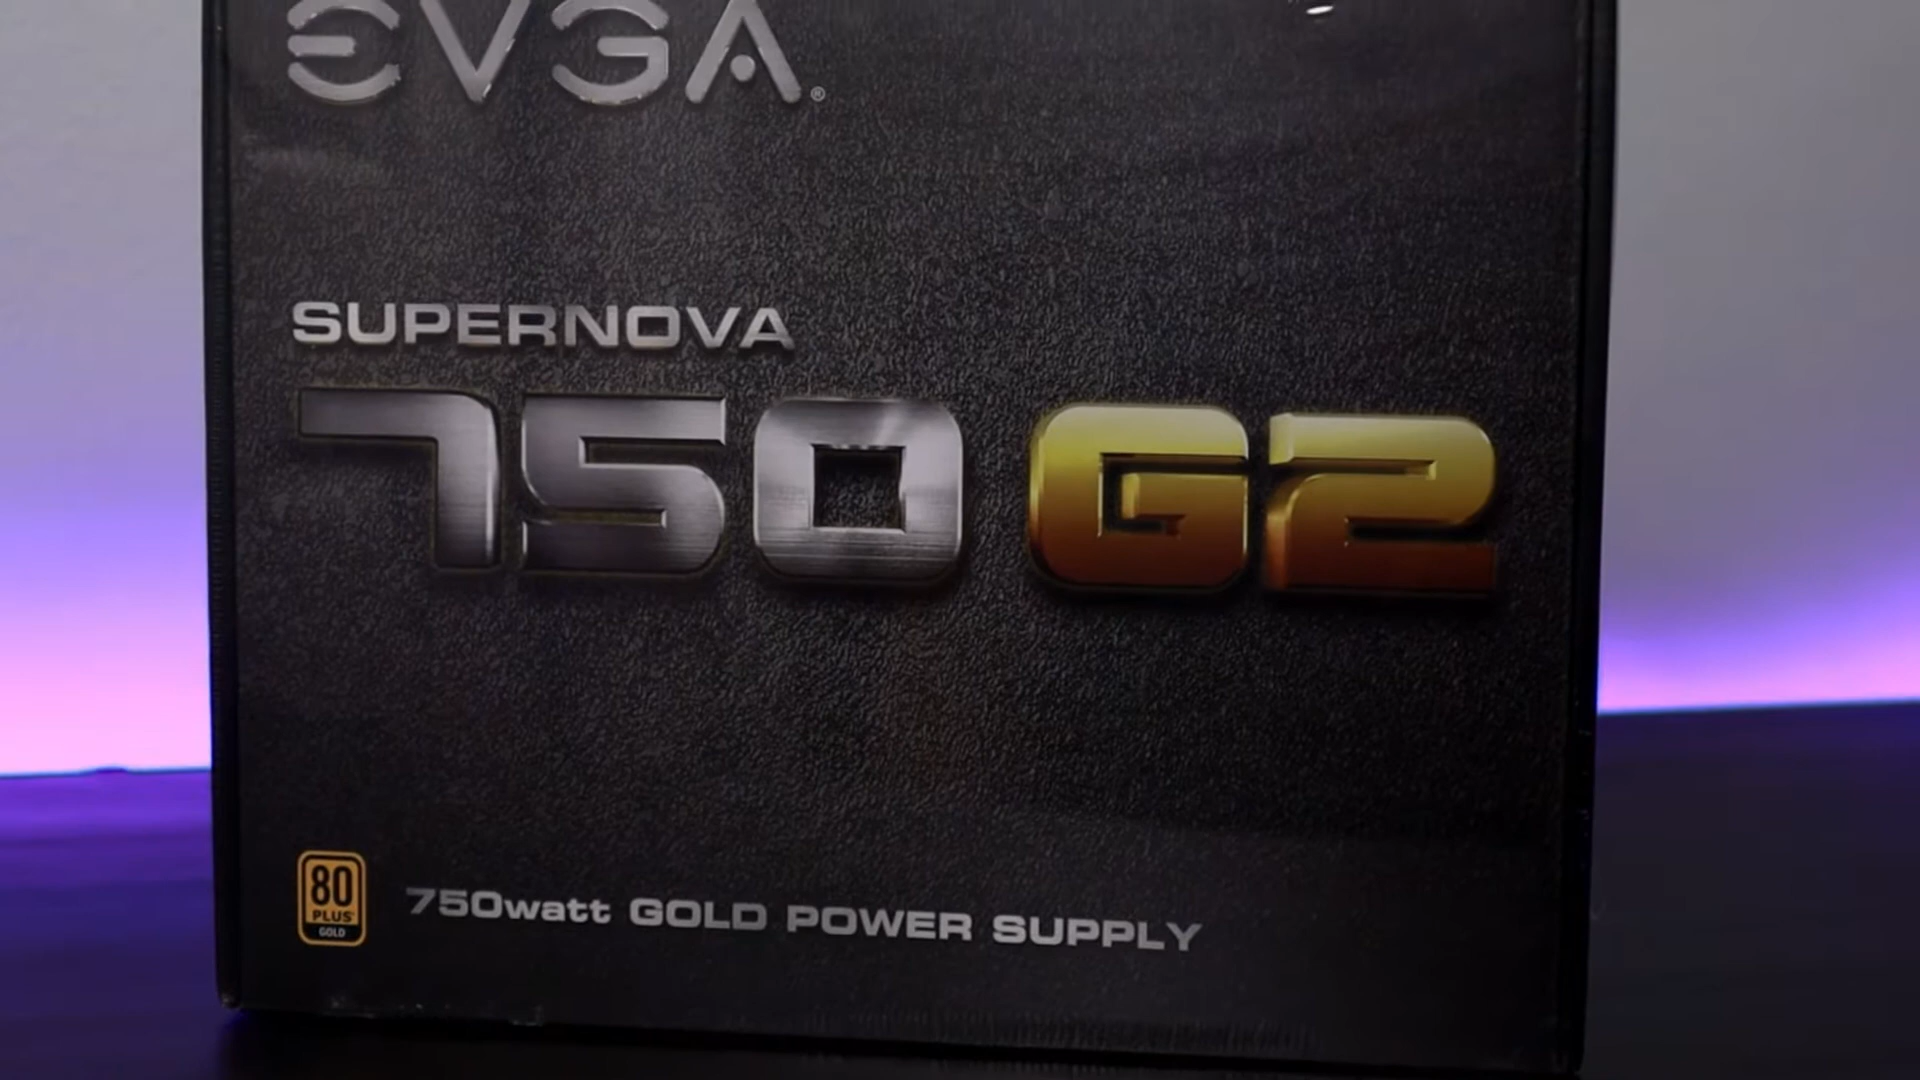 EVGA®
SUPERNOVA
750 G2
80
PLUS
GOLD
750watt GOLD POWER SUPPLY